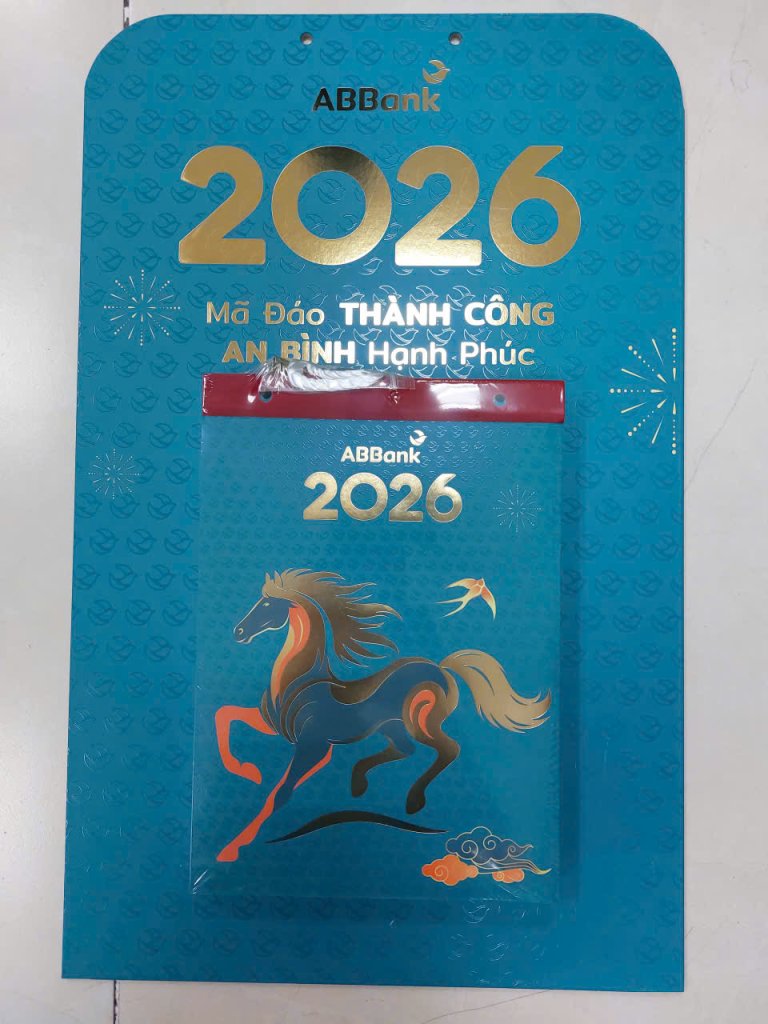 ABBank
2026
Mã Đáo THÀNH CÔNG
AN BÌNH Hạnh Phúc
ABBank
2026